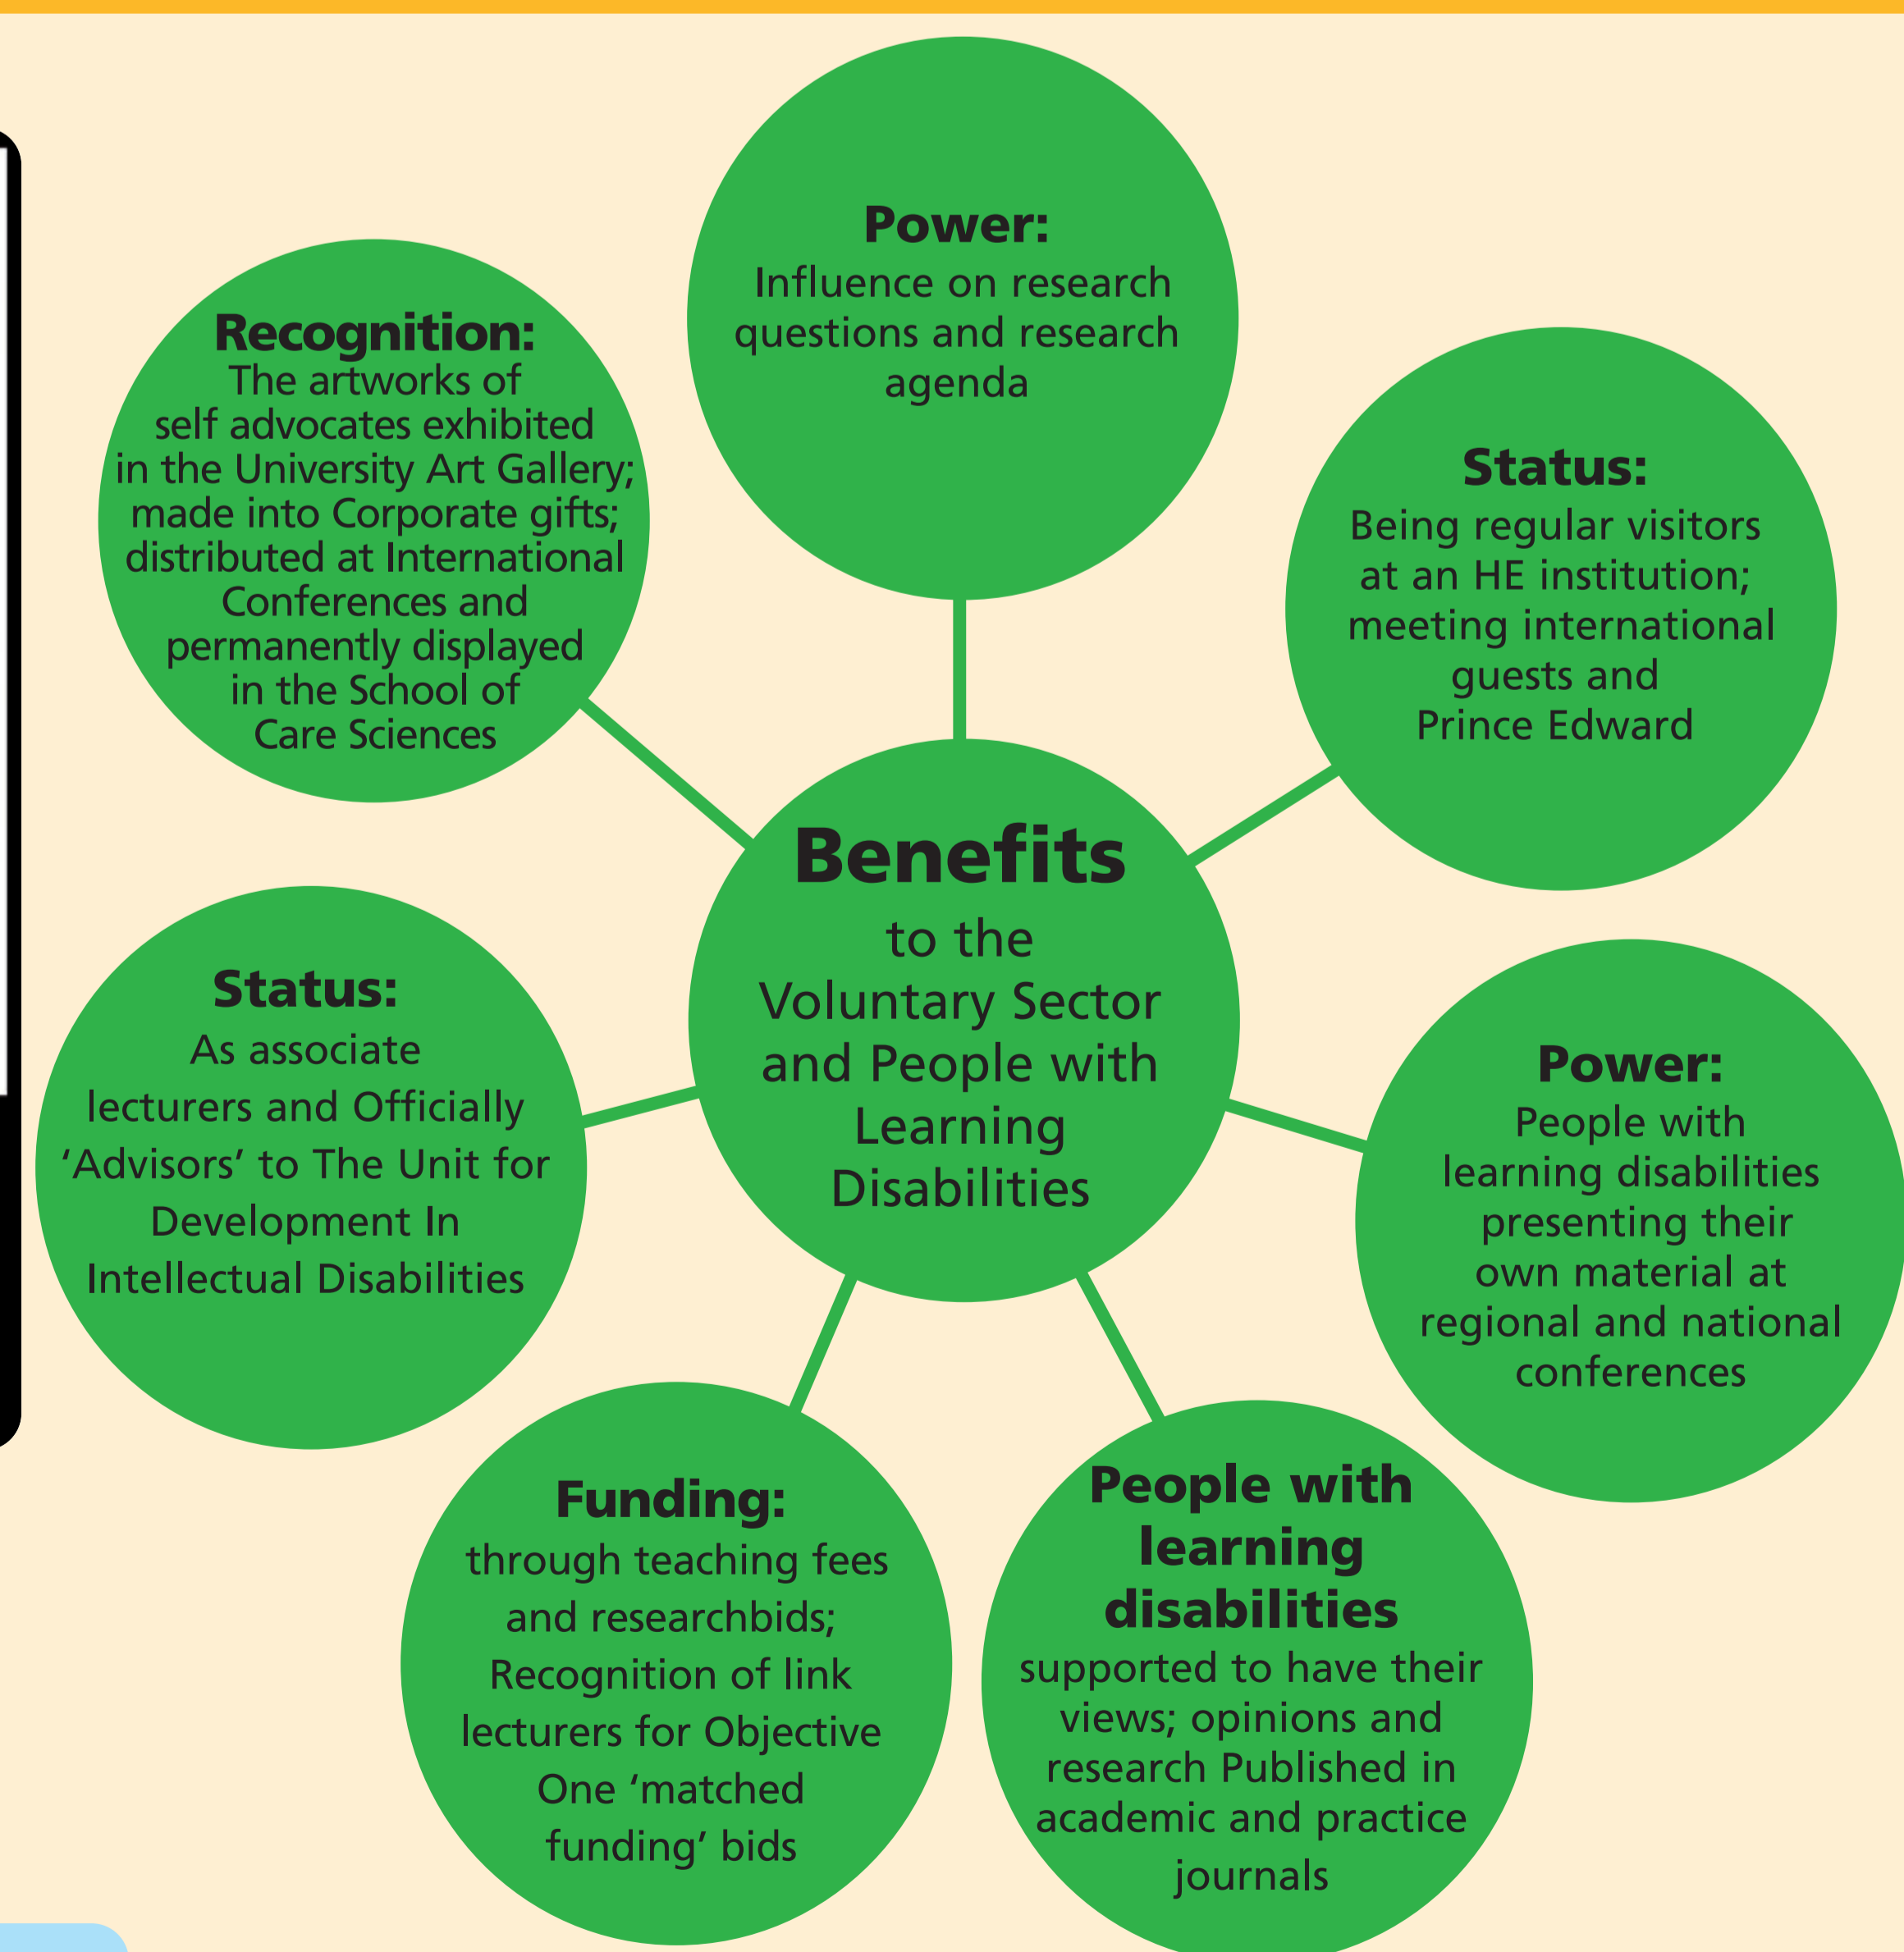 Power:
Influence on research
questions and research
agenda
Recognition:
The artworks of
self advocates exhibited
in the University Art Gallery;
made into Corporate gifts;
distributed at International
Conferences and
permanently displayed
in the School of
Care Sciences
Status:
Being regular visitors
at an HE institution;
meeting international
guests and
Prince Edward
Benefits
to the
Voluntary Sector
and People with
Learning
Disabilities
Status:
As associate
lecturers and Officially
‘Advisors’ to The Unit for
Development In
Intellectual Disabilities
Power:
People with
learning disabilities
presenting their
own material at
regional and national
conferences
Funding:
through teaching fees
and researchbids;
Recognition of link
lecturers for Objective
One ‘matched
funding’ bids
People with
learning
disabilities
supported to have their
views; opinions and
research Published in
academic and practice
journals